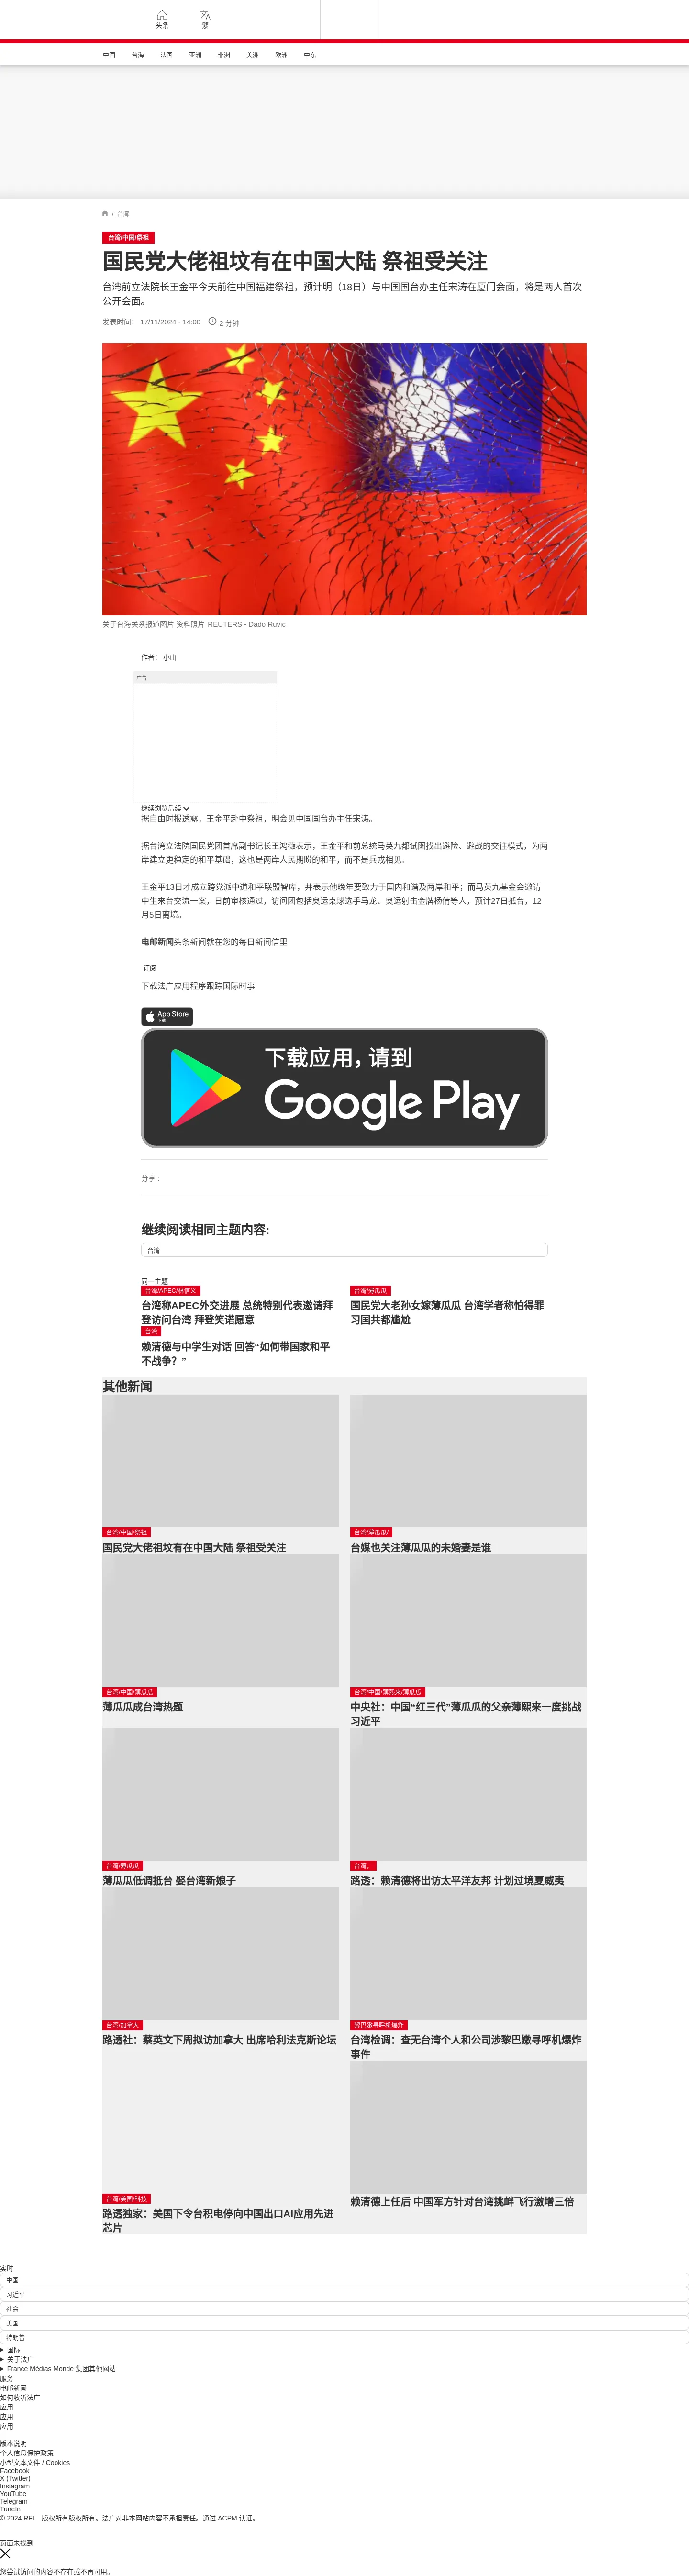 头条
繁
中国
台海
法国
亚洲
非洲
美洲
欧洲
中东
/ 台湾
台湾/中国/祭祖
国民党大佬祖坟有在中国大陆 祭祖受关注
台湾前立法院长王金平今天前往中国福建祭祖，预计明（18日）与中国国台办主任宋涛在厦门会面，将是两人首次
公开会面。
发表时间： 17/11/2024 - 14:00
2 分钟
关于台海关系报道图片 资料照片 REUTERS - Dado Ruvic
作者： 小山
广告
继续浏览后续
据自由时报透露，王金平赴中祭祖，明会见中国国台办主任宋涛。
据台湾立法院国民党团首席副书记长王鸿薇表示，王金平和前总统马英九都试图找出避险、避战的交往模式，为两
岸建立更稳定的和平基础，这也是两岸人民期盼的和平，而不是兵戎相见。
王金平13日才成立跨党派中道和平联盟智库，并表示他晚年要致力于国内和谐及两岸和平；而马英九基金会邀请
中生来台交流一案，日前审核通过，访问团包括奥运桌球选手马龙、奥运射击金牌杨倩等人，预计27日抵台，12
月5日离境。
电邮新闻头条新闻就在您的每日新闻信里
订阅
下载法广应用程序跟踪国际时事
App Store
下载
下载应用，请到
Google Play
分享 :
继续阅读相同主题内容:
台湾
同一主题
台湾/APEC/林信义
台湾称APEC外交进展 总统特别代表邀请拜
登访问台湾 拜登笑诺愿意
台湾/薄瓜瓜
国民党大老孙女嫁薄瓜瓜 台湾学者称怕得罪
习国共都尴尬
台湾
赖清德与中学生对话 回答“如何带国家和平
不战争？”
其他新闻
台湾/中国/祭祖
国民党大佬祖坟有在中国大陆 祭祖受关注
台湾/薄瓜瓜/
台媒也关注薄瓜瓜的未婚妻是谁
台湾/中国/薄瓜瓜
薄瓜瓜成台湾热题
台湾/中国/薄熙来/薄瓜瓜
中央社：中国“红三代”薄瓜瓜的父亲薄熙来一度挑战
习近平
台湾/薄瓜瓜
薄瓜瓜低调抵台 娶台湾新娘子
台湾，
路透：赖清德将出访太平洋友邦 计划过境夏威夷
台湾/加拿大
路透社：蔡英文下周拟访加拿大 出席哈利法克斯论坛
黎巴嫩寻呼机爆炸
台湾检调：查无台湾个人和公司涉黎巴嫩寻呼机爆炸
事件
台湾/美国/科技
路透独家：美国下令台积电停向中国出口AI应用先进
芯片
赖清德上任后 中国军方针对台湾挑衅飞行激增三倍
实时
中国
习近平
社会
美国
特朗普
国际
关于法广
France Médias Monde 集团其他网站
服务
电邮新闻
如何收听法广
应用
应用
应用
版本说明
个人信息保护政策
小型文本文件 / Cookies
Facebook
X (Twitter)
Instagram
YouTube
Telegram
TuneIn
© 2024 RFI – 版权所有版权所有。法广对非本网站内容不承担责任。通过 ACPM 认证。
页面未找到
您尝试访问的内容不存在或不再可用。